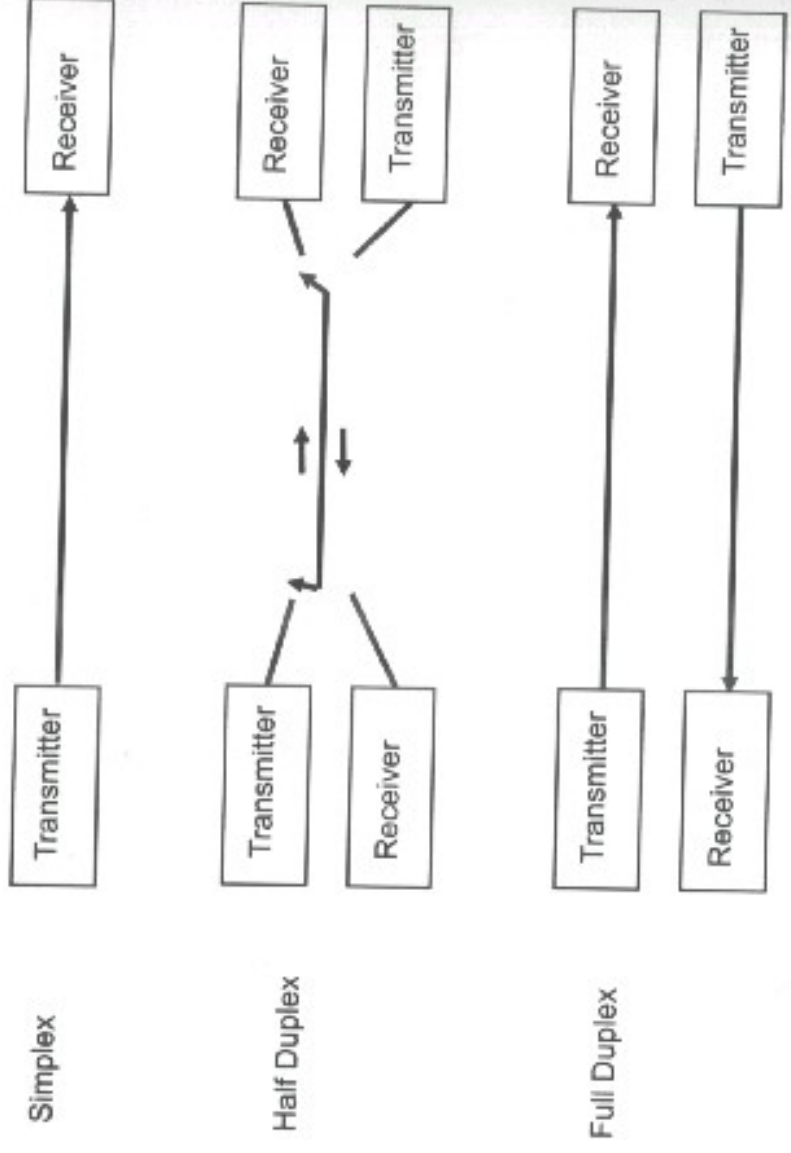 Simplex
Transmitter
Receiver
Half Duplex
Transmitter
Receiver
Receiver
Transmitter
Full Duplex
Transmitter
Receiver
Receiver
Transmitter